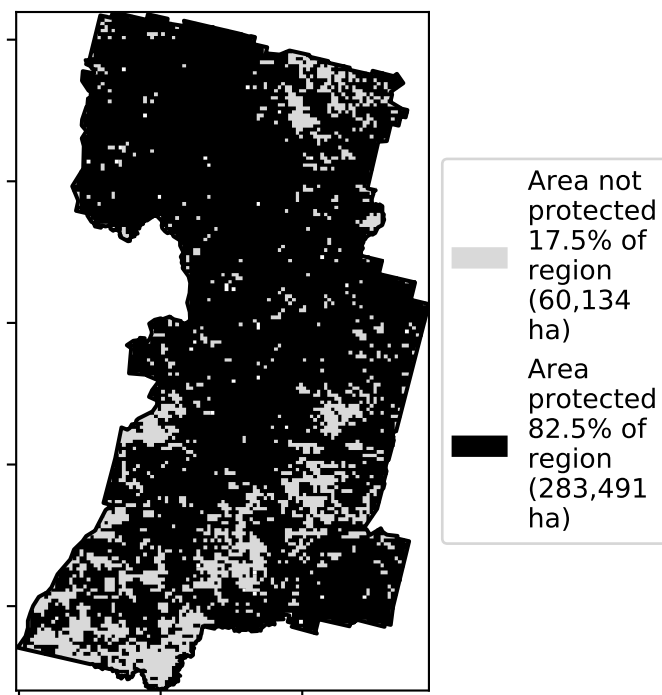 Area not
protected
17.5% of
region
(60,134
ha)
Area
protected
82.5% of
region
(283,491
ha)